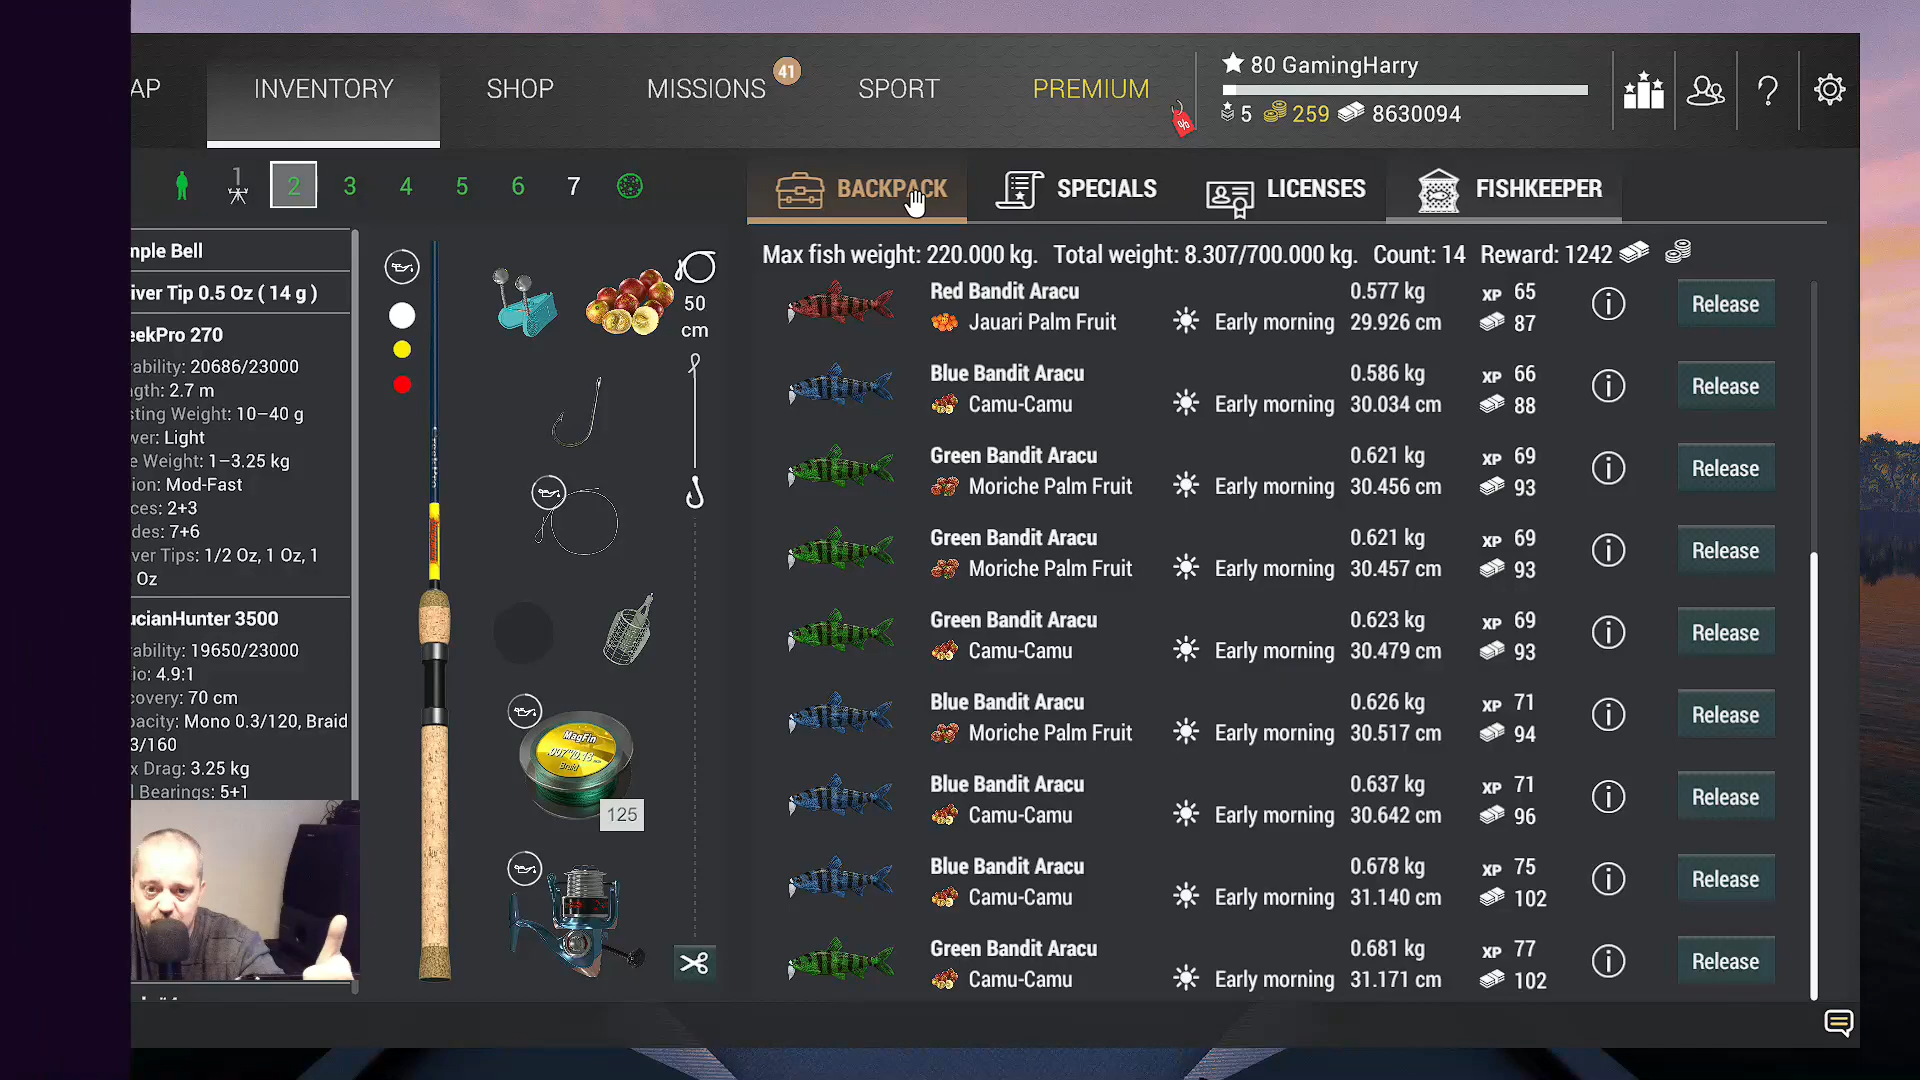 AP INVENTORY SHOP MISSIONS 41 SPORT PREMIUM %
80 GamingHarry
5 259 8630094
1 2 3 4 5 6 7
BACKPACK SPECIALS LICENSES FISHKEEPER
Max fish weight: 220.000 kg. Total weight: 8.307/700.000 kg. Count: 14 Reward: 1242
mple Bell
iver Tip 0.5 Oz ( 14 g )
eekPro 270
ability: 20686/23000
ngth: 2.7 m
sting Weight: 10–40 g
wer: Light
e Weight: 1–3.25 kg
ion: Mod-Fast
ces: 2+3
des: 7+6
ver Tips: 1/2 Oz, 1 Oz, 1
Oz
ucianHunter 3500
ability: 19650/23000
io: 4.9:1
covery: 70 cm
pacity: Mono 0.3/120, Braid
3/160
x Drag: 3.25 kg
l Bearings: 5+1
50
cm
MagFin
Braid
125
Red Bandit Aracu 0.577 kg XP 65
Jauari Palm Fruit Early morning 29.926 cm 87 Release
Blue Bandit Aracu 0.586 kg XP 66
Camu-Camu Early morning 30.034 cm 88 Release
Green Bandit Aracu 0.621 kg XP 69
Moriche Palm Fruit Early morning 30.456 cm 93 Release
Green Bandit Aracu 0.621 kg XP 69
Moriche Palm Fruit Early morning 30.457 cm 93 Release
Green Bandit Aracu 0.623 kg XP 69
Camu-Camu Early morning 30.479 cm 93 Release
Blue Bandit Aracu 0.626 kg XP 71
Moriche Palm Fruit Early morning 30.517 cm 94 Release
Blue Bandit Aracu 0.637 kg XP 71
Camu-Camu Early morning 30.642 cm 96 Release
Blue Bandit Aracu 0.678 kg XP 75
Camu-Camu Early morning 31.140 cm 102 Release
Green Bandit Aracu 0.681 kg XP 77
Camu-Camu Early morning 31.171 cm 102 Release